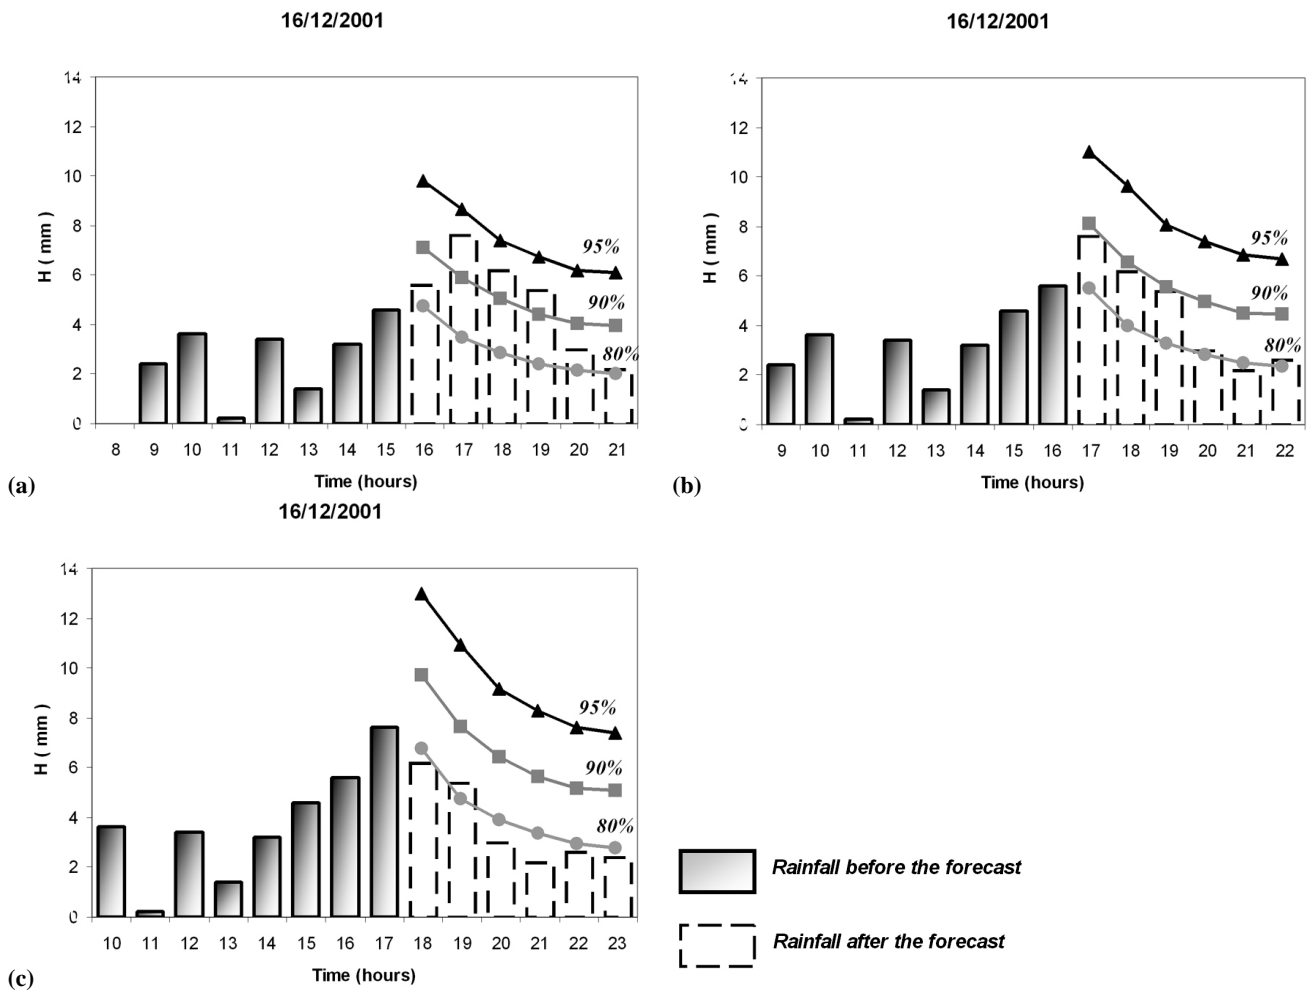 16/12/2001
14
12
10
8
6
4
2
0
H ( mm )
95%
90%
80%
8 9 10 11 12 13 14 15 16 17 18 19 20 21
Time (hours)
(a)
16/12/2001
14
12
10
8
6
4
2
0
H ( mm )
95%
90%
80%
9 10 11 12 13 14 15 16 17 18 19 20 21 22
Time (hours)
(b)
16/12/2001
14
12
10
8
6
4
2
0
H ( mm )
95%
90%
80%
10 11 12 13 14 15 16 17 18 19 20 21 22 23
Time (hours)
(c)
Rainfall before the forecast
Rainfall after the forecast